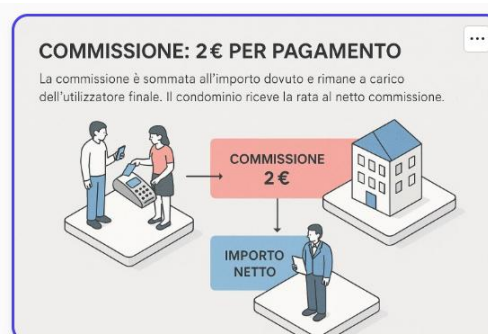 COMMISSIONE: 2 € PER PAGAMENTO
La commissione è sommata all'importo dovuto e rimane a carico
dell'utilizzatore finale. Il condominio riceve la rata al netto commissione.
COMMISSIONE
2 €
IMPORTO
NETTO